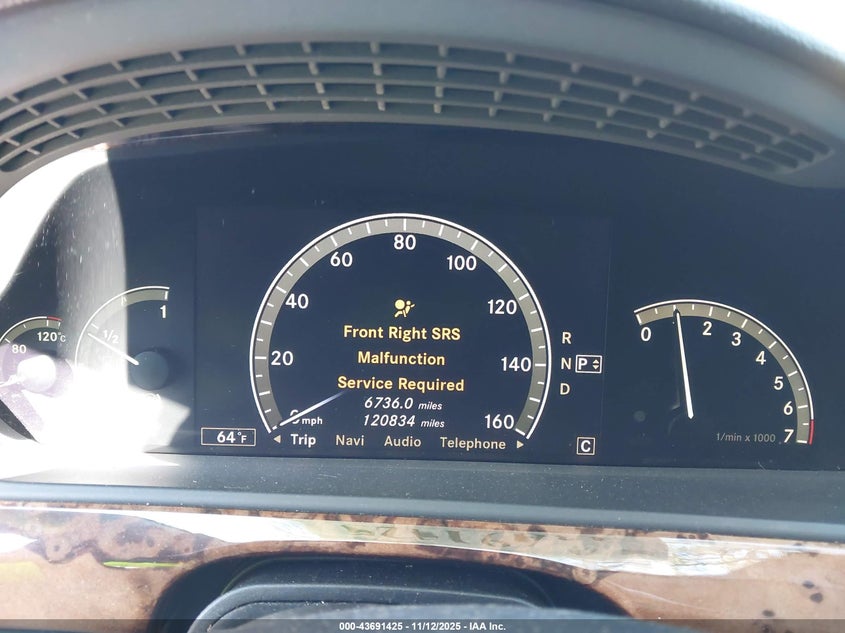 80
120°C
1/2
1
20
40
60
80
100
120
140
160
Front Right SRS
Malfunction
Service Required
6736.0 miles
120834 miles
0 mph
64°F
Trip Navi Audio Telephone
C
R
N P
D
0 2 3 4 5 6 7
1/min x 1000
000-43691425 - 11/12/2025 - IAA Inc.